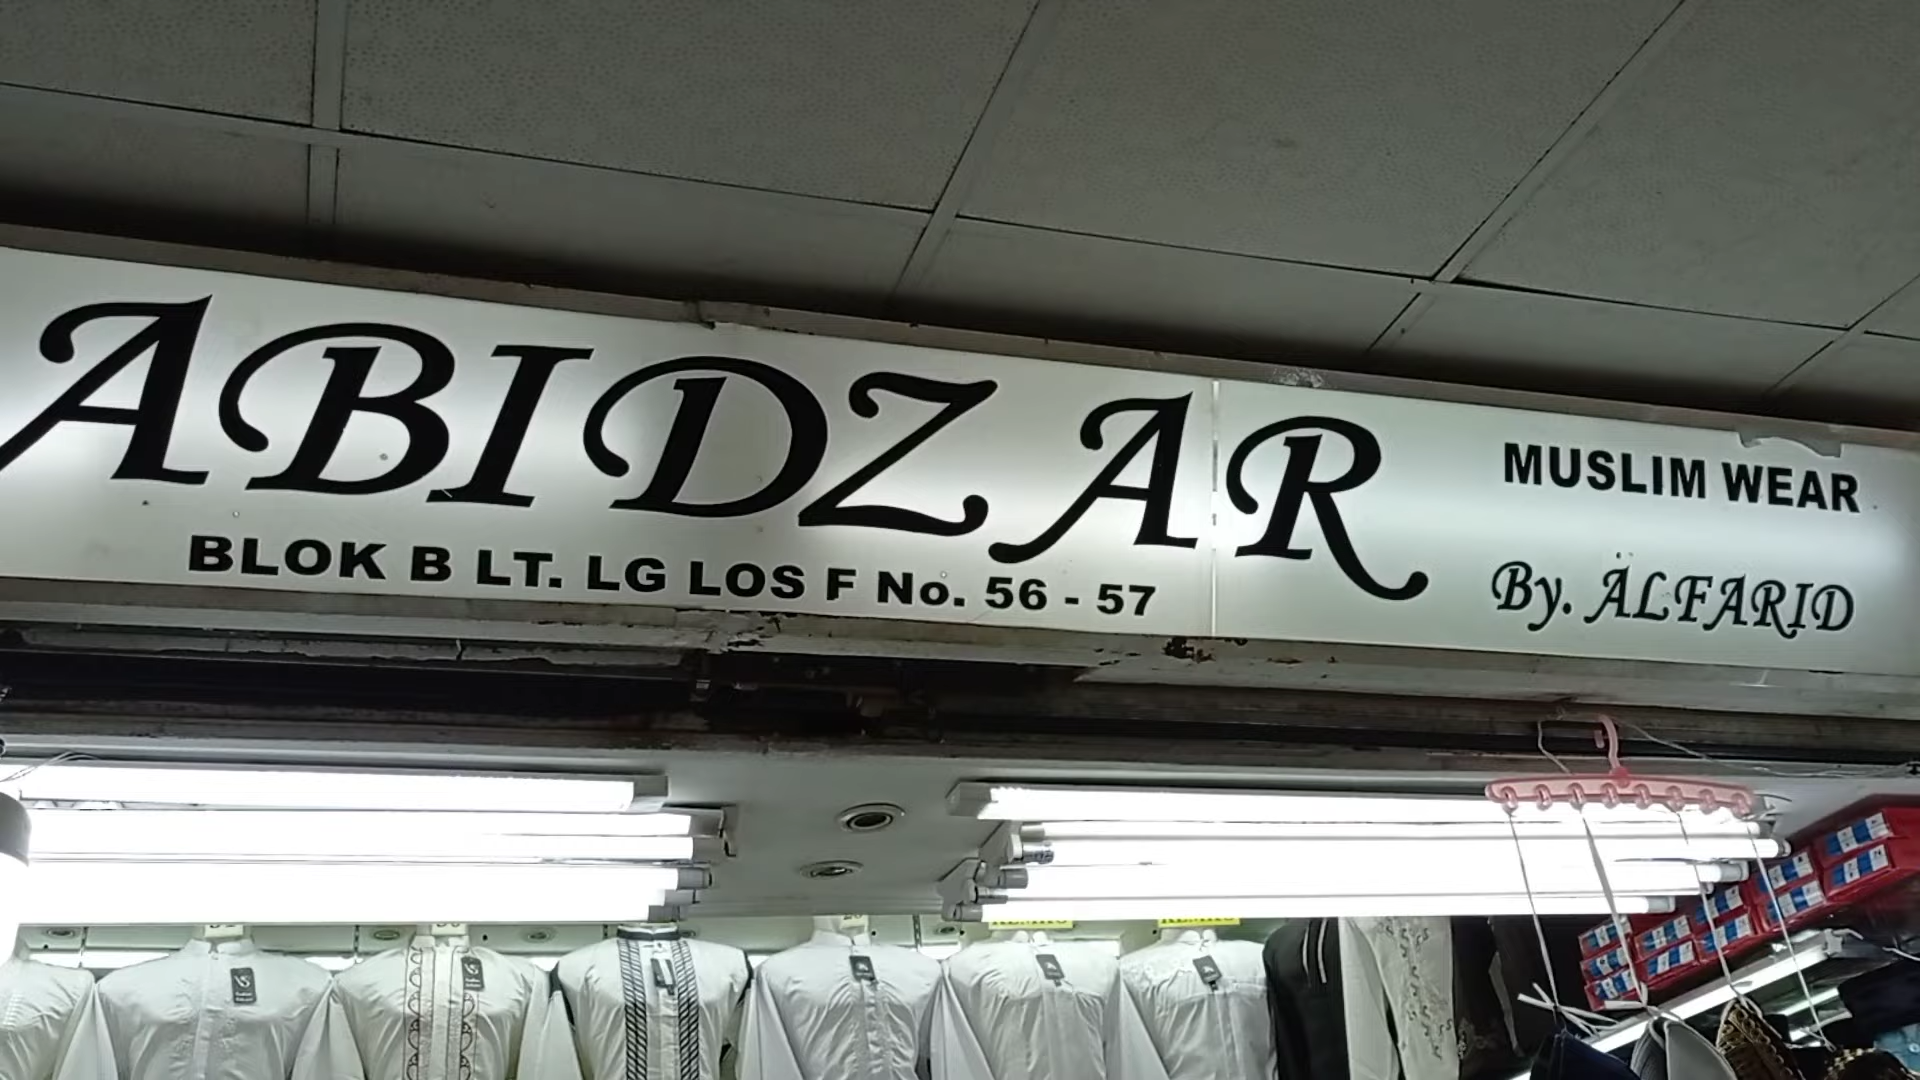 ABIDZAR
BLOK B LT. LG LOS F No. 56 - 57
MUSLIM WEAR
By. ALFARID